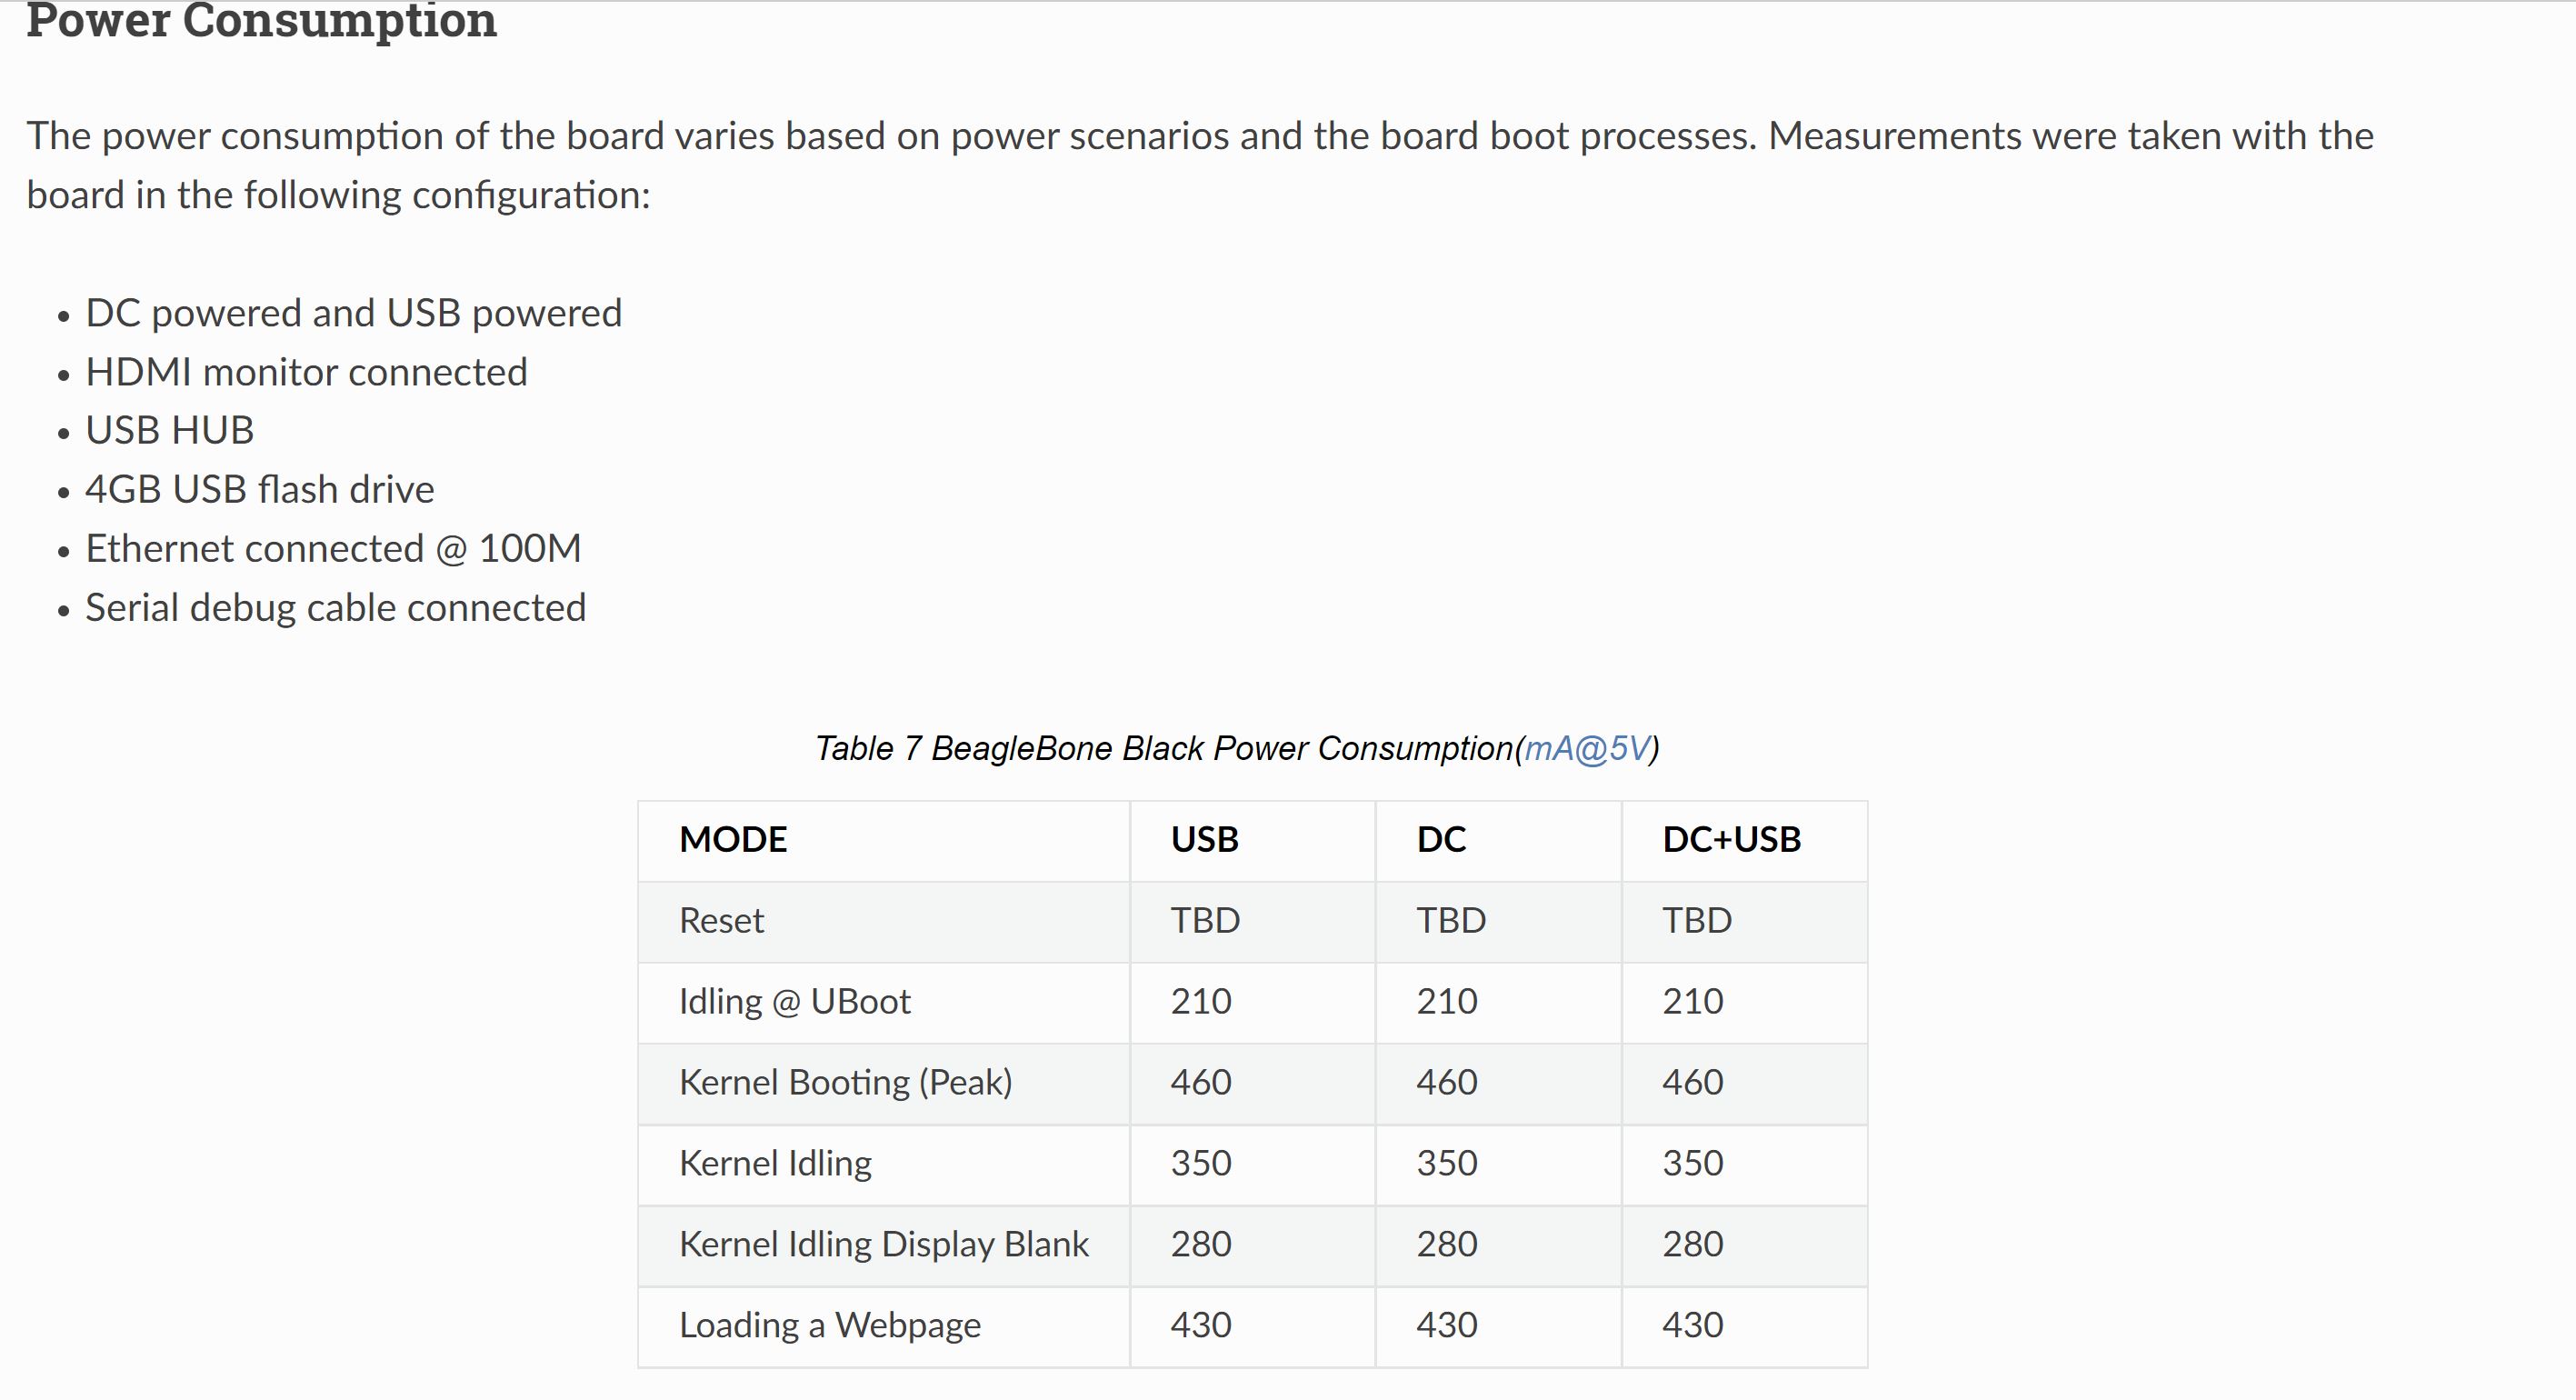 Power Consumption
The power consumption of the board varies based on power scenarios and the board boot processes. Measurements were taken with the
board in the following configuration:
• DC powered and USB powered
• HDMI monitor connected
• USB HUB
• 4GB USB flash drive
• Ethernet connected @ 100M
• Serial debug cable connected
Table 7 BeagleBone Black Power Consumption(mA@5V)
MODE USB DC DC+USB
Reset TBD TBD TBD
Idling @ UBoot 210 210 210
Kernel Booting (Peak) 460 460 460
Kernel Idling 350 350 350
Kernel Idling Display Blank 280 280 280
Loading a Webpage 430 430 430